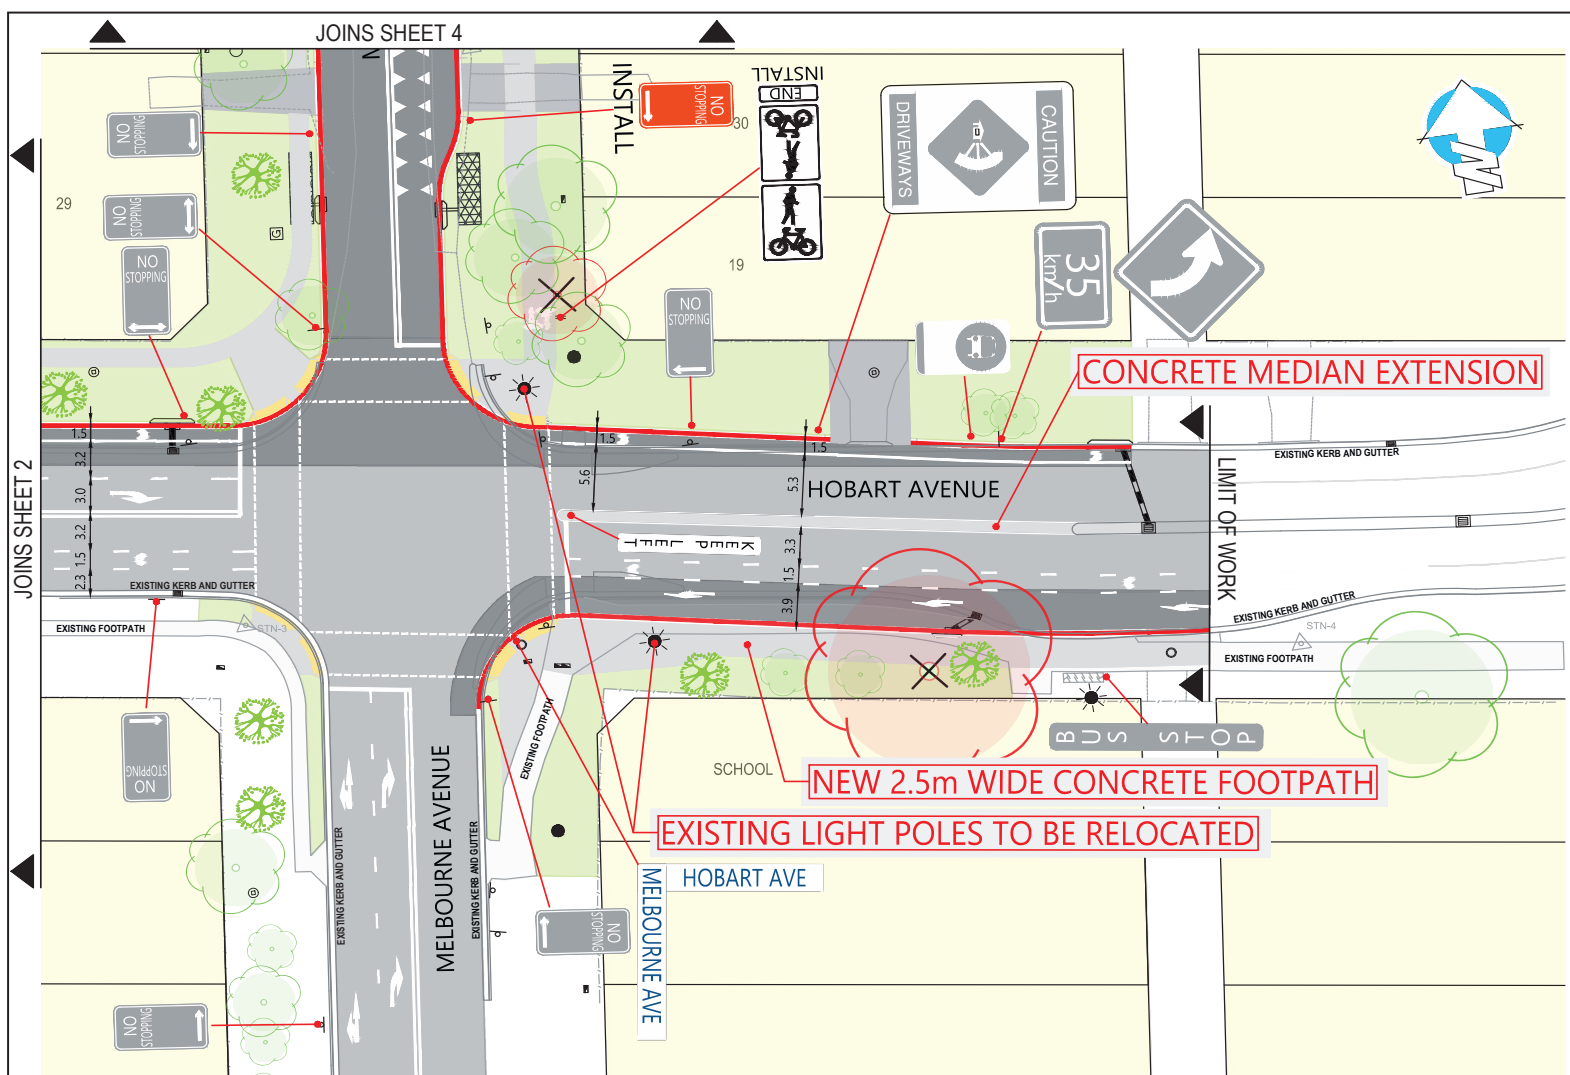 JOINS SHEET 4
INSTALL
NO
STOPPING
INSTALL
END
30
DRIVEWAYS
CAUTION
NO
STOPPING
NO
STOPPING
29
G
NO
STOPPING
19
35
km/h
NO
STOPPING
CONCRETE MEDIAN EXTENSION
JOINS SHEET 2
1.5
3.2
3.0
3.2
1.5
2.3
1.5
5.6
1.5
5.3
3.3
1.5
3.9
HOBART AVENUE
EXISTING KERB AND GUTTER
LIMIT OF WORK
KEEP LEFT
EXISTING KERB AND GUTTER
EXISTING KERB AND GUTTER
EXISTING FOOTPATH
STN-3
STN-4
EXISTING FOOTPATH
NO
STOPPING
EXISTING FOOTPATH
BUS STOP
SCHOOL
NEW 2.5m WIDE CONCRETE FOOTPATH
EXISTING LIGHT POLES TO BE RELOCATED
MELBOURNE AVENUE
EXISTING KERB AND GUTTER
EXISTING KERB AND GUTTER
HOBART AVE
MELBOURNE AVE
NO
STOPPING
NO
STOPPING